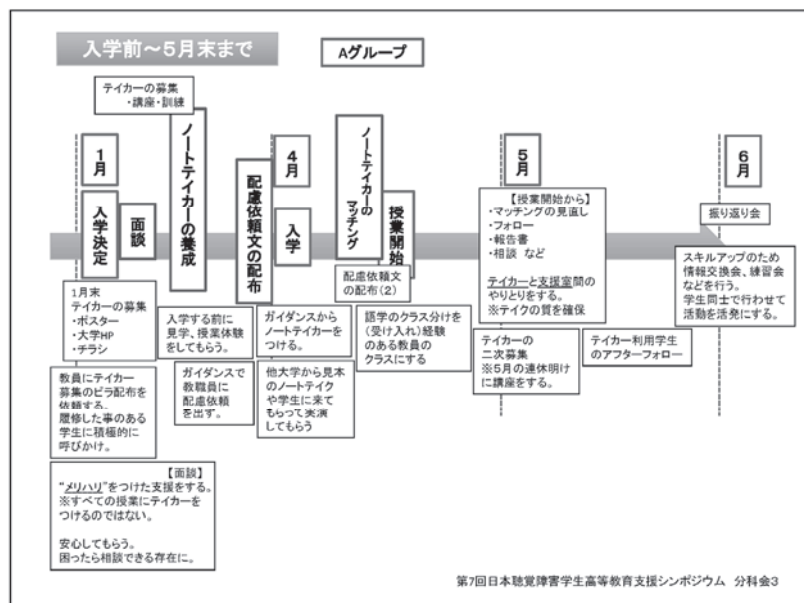 入学前～5月末まで
Aグループ
テイカーの募集
・講座・訓練
1月
入学決定
面談
ノートテイカーの養成
配慮依頼文の配布
4月
入学
ノートテイカーの
マッチング
授業開始
5月
6月
【授業開始から】
・マッチングの見直し
・フォロー
・報告書
・相談 など
テイカーと支援室間の
やりとりをする。
※テイクの質を確保
振り返り会
スキルアップのため
情報交換会、練習会
などを行う。
学生同士で行わせて
活動を活発にする。
1月末
テイカーの募集
・ポスター
・大学HP
・チラシ
入学する前に
見学、授業体験
をしてもらう。
ガイダンスから
ノートテイカーを
つける。
配慮依頼文
の配布(2)
語学のクラス分けを
(受け入れ)経験
のある教員の
クラスにする
テイカーの
二次募集
※5月の連休明け
に講座をする。
テイカー利用学生
のアフターフォロー
教員にテイカー
募集のビラ配布を
依頼する。
履修した事のある
学生に積極的に
呼びかけ。
ガイダンスで
教職員に
配慮依頼
を出す。
他大学から見本
のノートテイク
や学生に来て
もらって実演
してもらう
【面談】
“メリハリ”をつけた支援をする。
※すべての授業にテイカーを
つけるのではない。
安心してもらう。
困ったら相談できる存在に。
第7回日本聴覚障害学生高等教育支援シンポジウム 分科会3